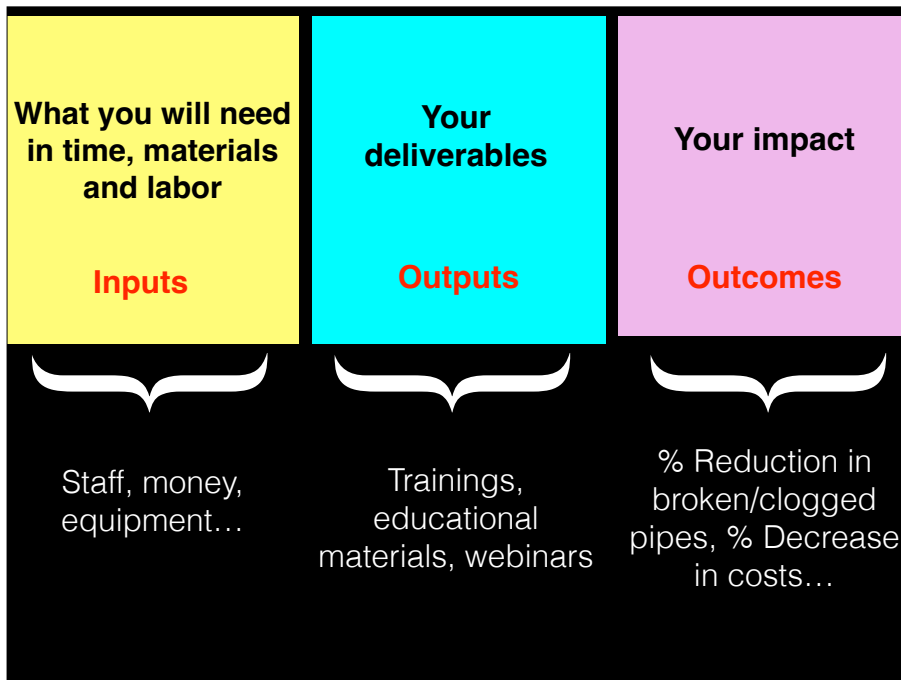 What you will need
in time, materials
and labor
Inputs
Your
deliverables
Outputs
Your impact
Outcomes
Staff, money,
equipment…
Trainings,
educational
materials, webinars
% Reduction in
broken/clogged
pipes, % Decrease
in costs…